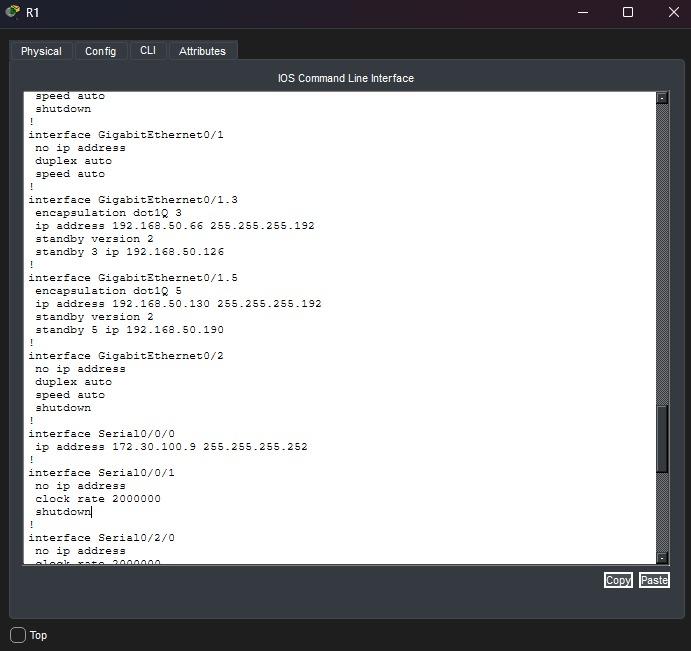 R1
Physical
Config
CLI
Attributes
IOS Command Line Interface
speed auto
shutdown
!
interface GigabitEthernet0/1
no ip address
duplex auto
speed auto
!
interface GigabitEthernet0/1.3
encapsulation dot1Q 3
ip address 192.168.50.66 255.255.255.192
standby version 2
standby 3 ip 192.168.50.126
!
interface GigabitEthernet0/1.5
encapsulation dot1Q 5
ip address 192.168.50.130 255.255.255.192
standby version 2
standby 5 ip 192.168.50.190
!
interface GigabitEthernet0/2
no ip address
duplex auto
speed auto
shutdown
!
interface Serial0/0/0
ip address 172.30.100.9 255.255.255.252
!
interface Serial0/0/1
no ip address
clock rate 2000000
shutdown
!
interface Serial0/2/0
no ip address
clock rate 2000000
Copy
Paste
Top